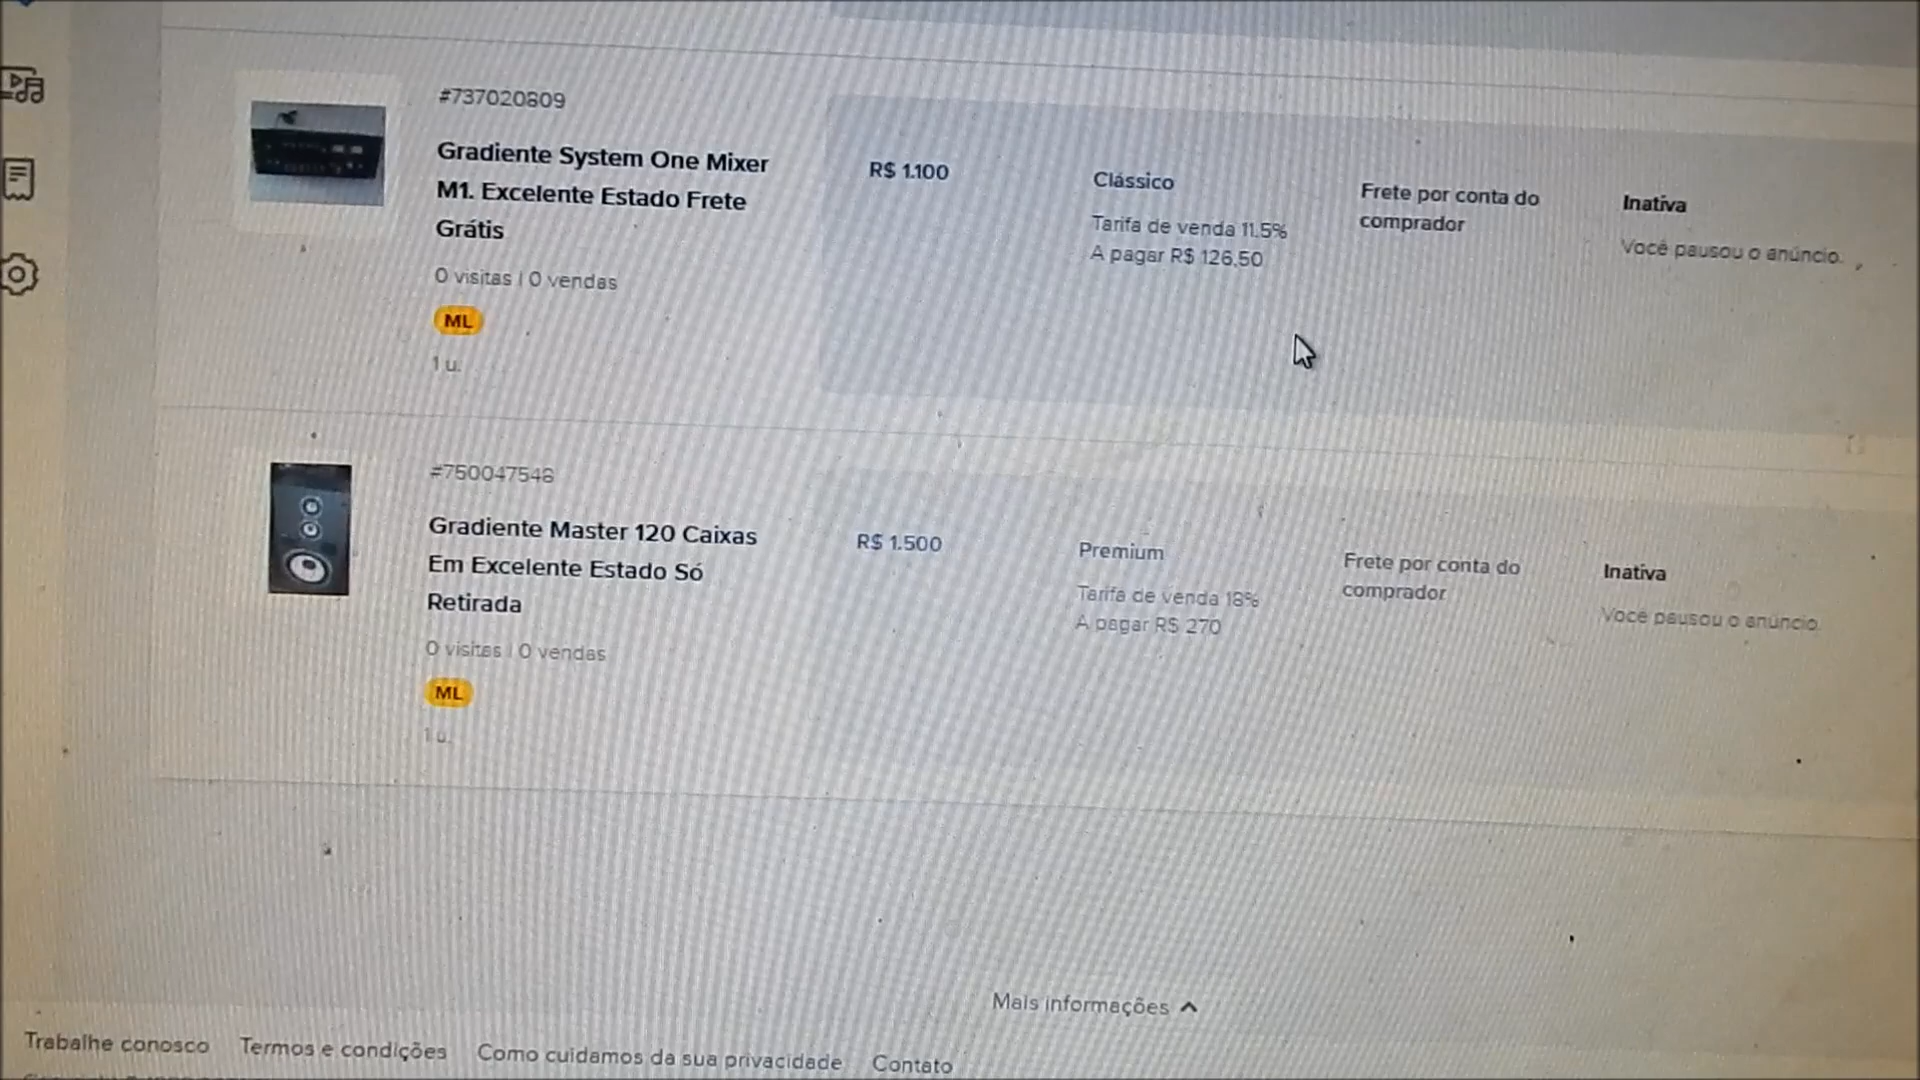 #737020809
Gradiente System One Mixer
M1. Excelente Estado Frete
Grátis
0 visitas | 0 vendas
ML
1 u.
R$ 1.100
Clássico
Tarifa de venda 11.5%
A pagar R$ 126,50
Frete por conta do
comprador
Inativa
Você pausou o anúncio.
#750047546
Gradiente Master 120 Caixas
Em Excelente Estado Só
Retirada
0 visitas | 0 vendas
ML
1 u.
R$ 1.500
Premium
Tarifa de venda 18%
A pagar R$ 270
Frete por conta do
comprador
Inativa
Você pausou o anúncio.
Mais informações
Trabalhe conosco Termos e condições Como cuidamos da sua privacidade Contato